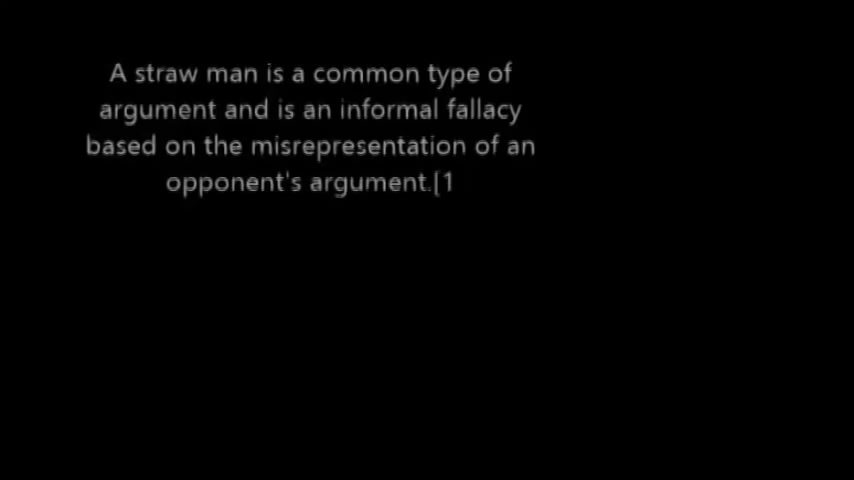 A straw man is a common type of
argument and is an informal fallacy
based on the misrepresentation of an
opponent's argument.[1